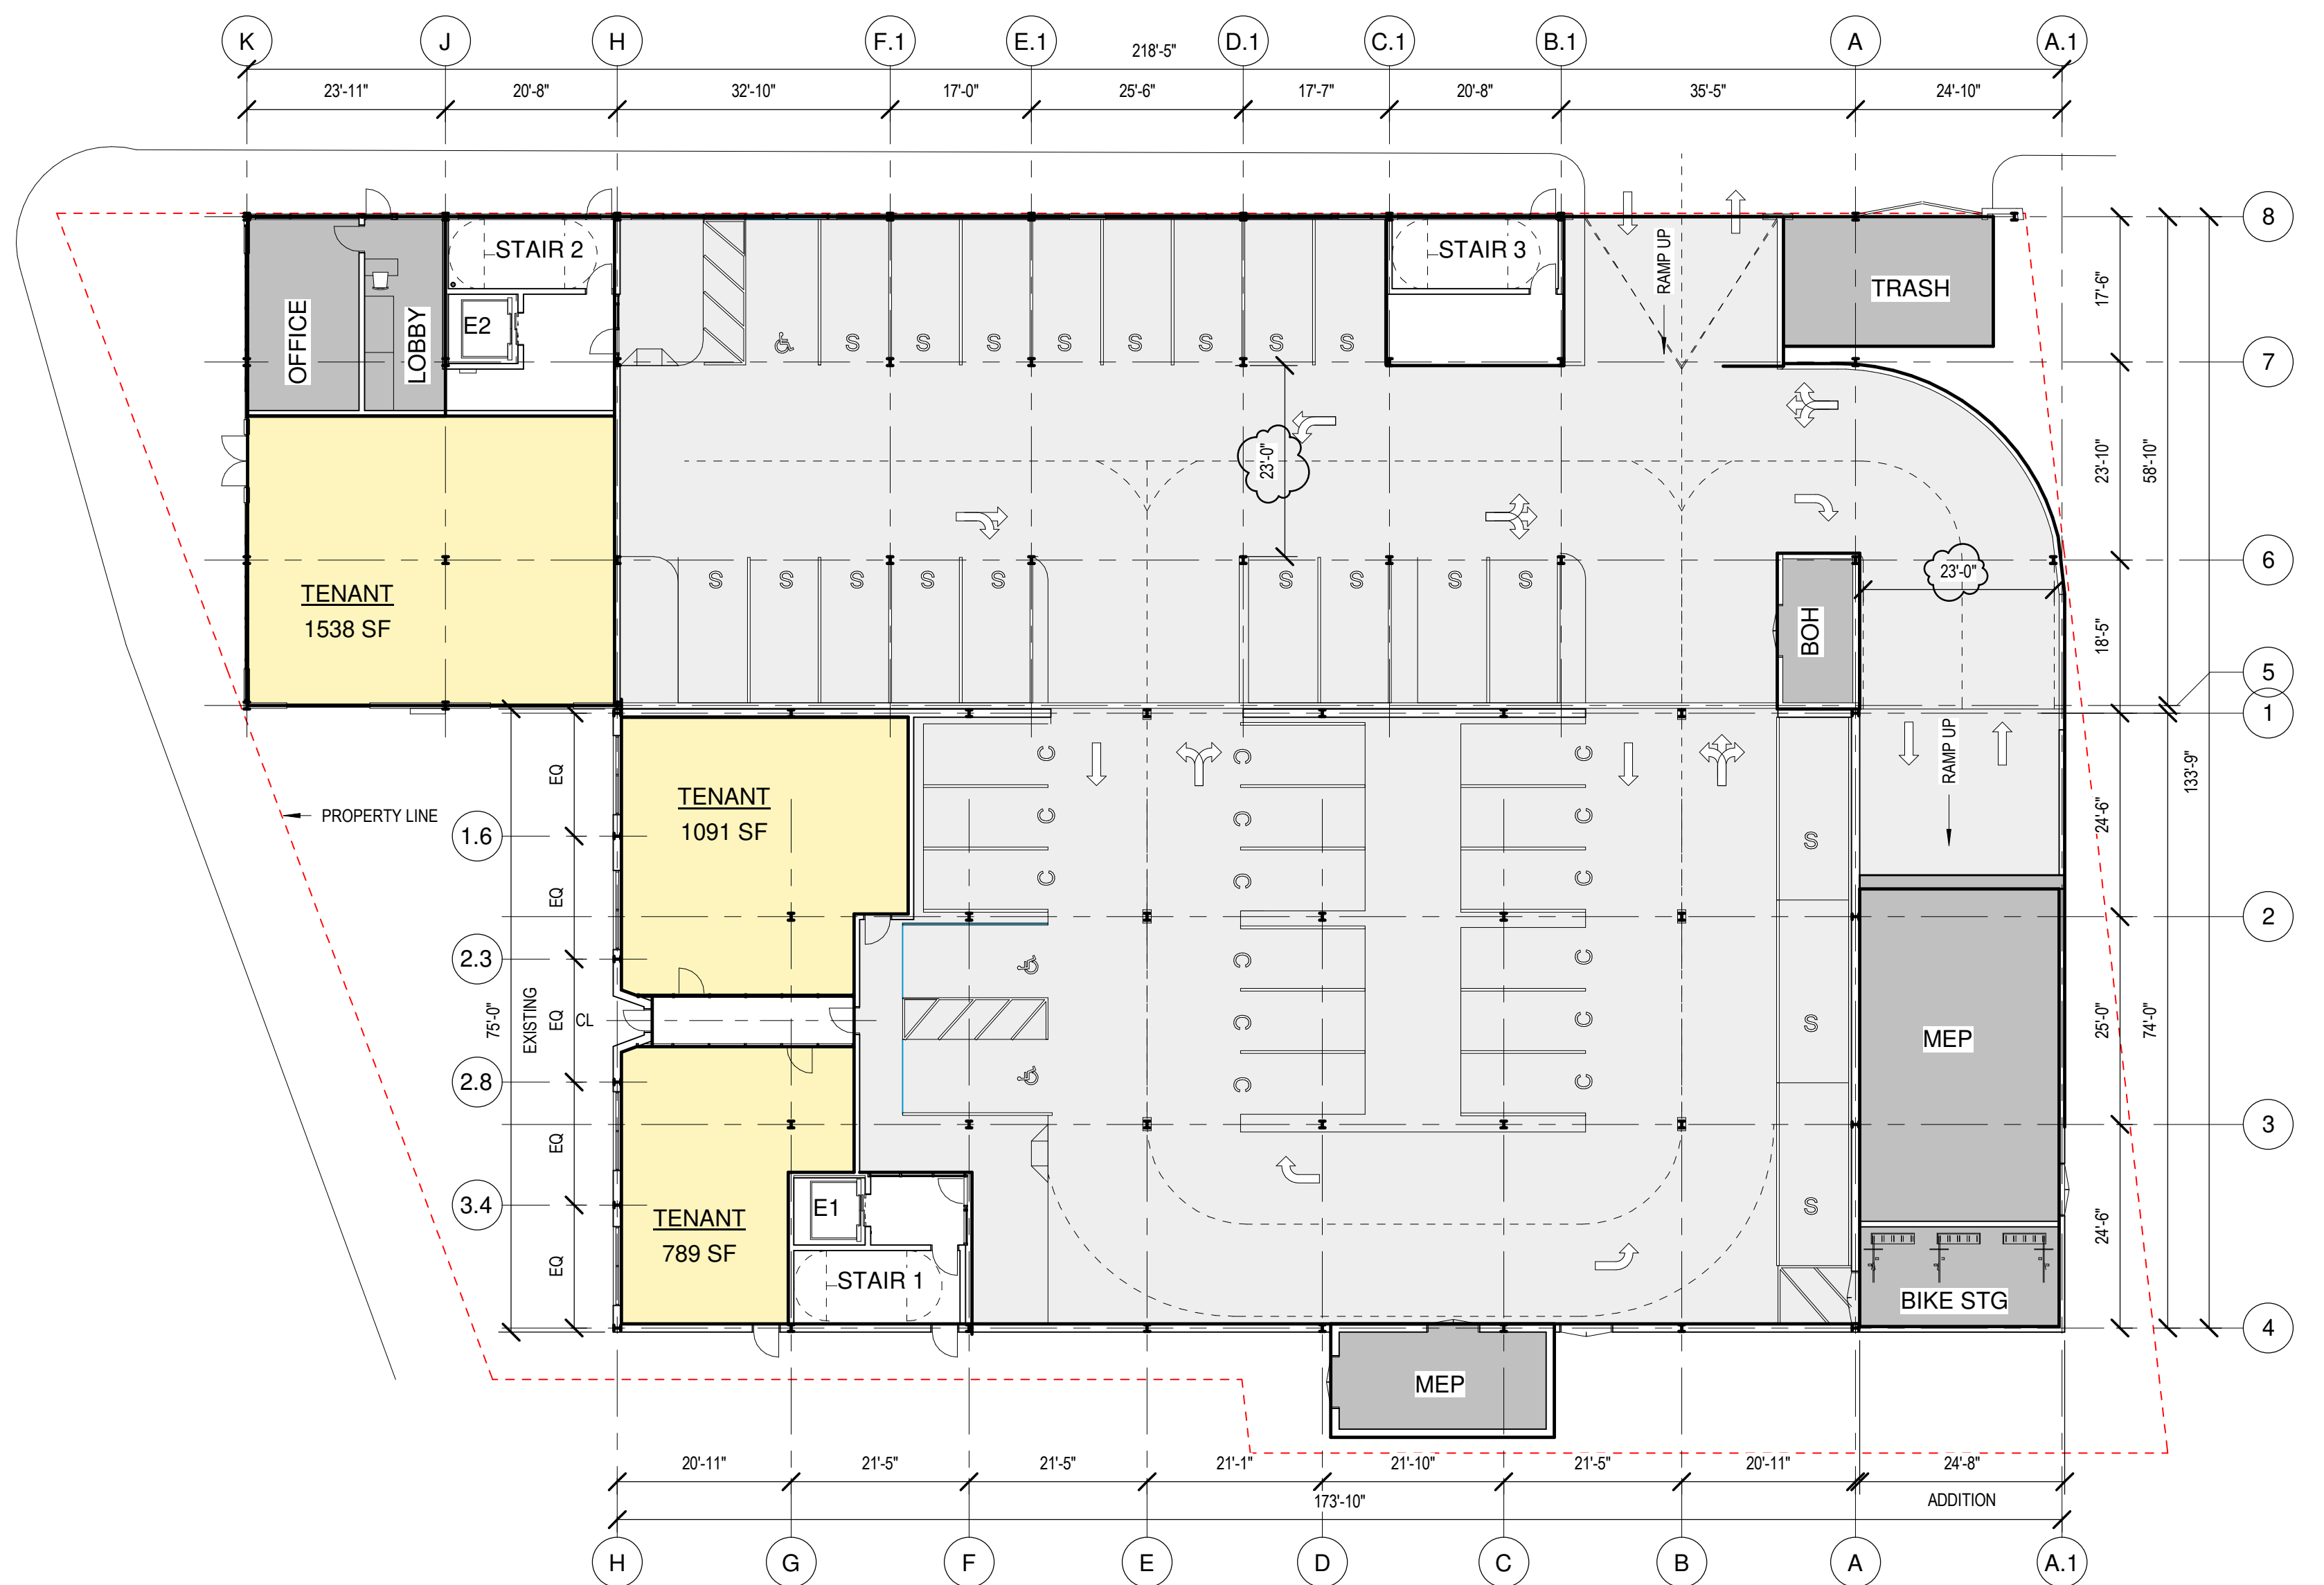 K J H F.1 E.1 D.1 C.1 B.1 A A.1
218'-5"
23'-11" 20'-8" 32'-10" 17'-0" 25'-6" 17'-7" 20'-8" 35'-5" 24'-10"
8
STAIR 2
STAIR 3
RAMP UP
TRASH
17'-6"
OFFICE
LOBBY
E2
S S S S S S S S
7
23'-0"
23'-10"
58'-10"
6
S S S S S
S S S S
23'-0"
TENANT
1538 SF
BOH
18'-5"
5
1
EQ
C C C
RAMP UP
133'-9"
TENANT
1091 SF
PROPERTY LINE
1.6
C C C
S
24'-6"
EQ
C C C
2
2.3
C C
75'-0"
EXISTING
EQ
CL
C C
S
25'-0"
74'-0"
MEP
2.8
C C
3
EQ
3.4
E1
S
TENANT
789 SF
24'-6"
EQ
STAIR 1
BIKE STG
4
MEP
20'-11" 21'-5" 21'-5" 21'-1" 21'-10" 21'-5" 20'-11" 24'-8"
173'-10"
ADDITION
H G F E D C B A A.1